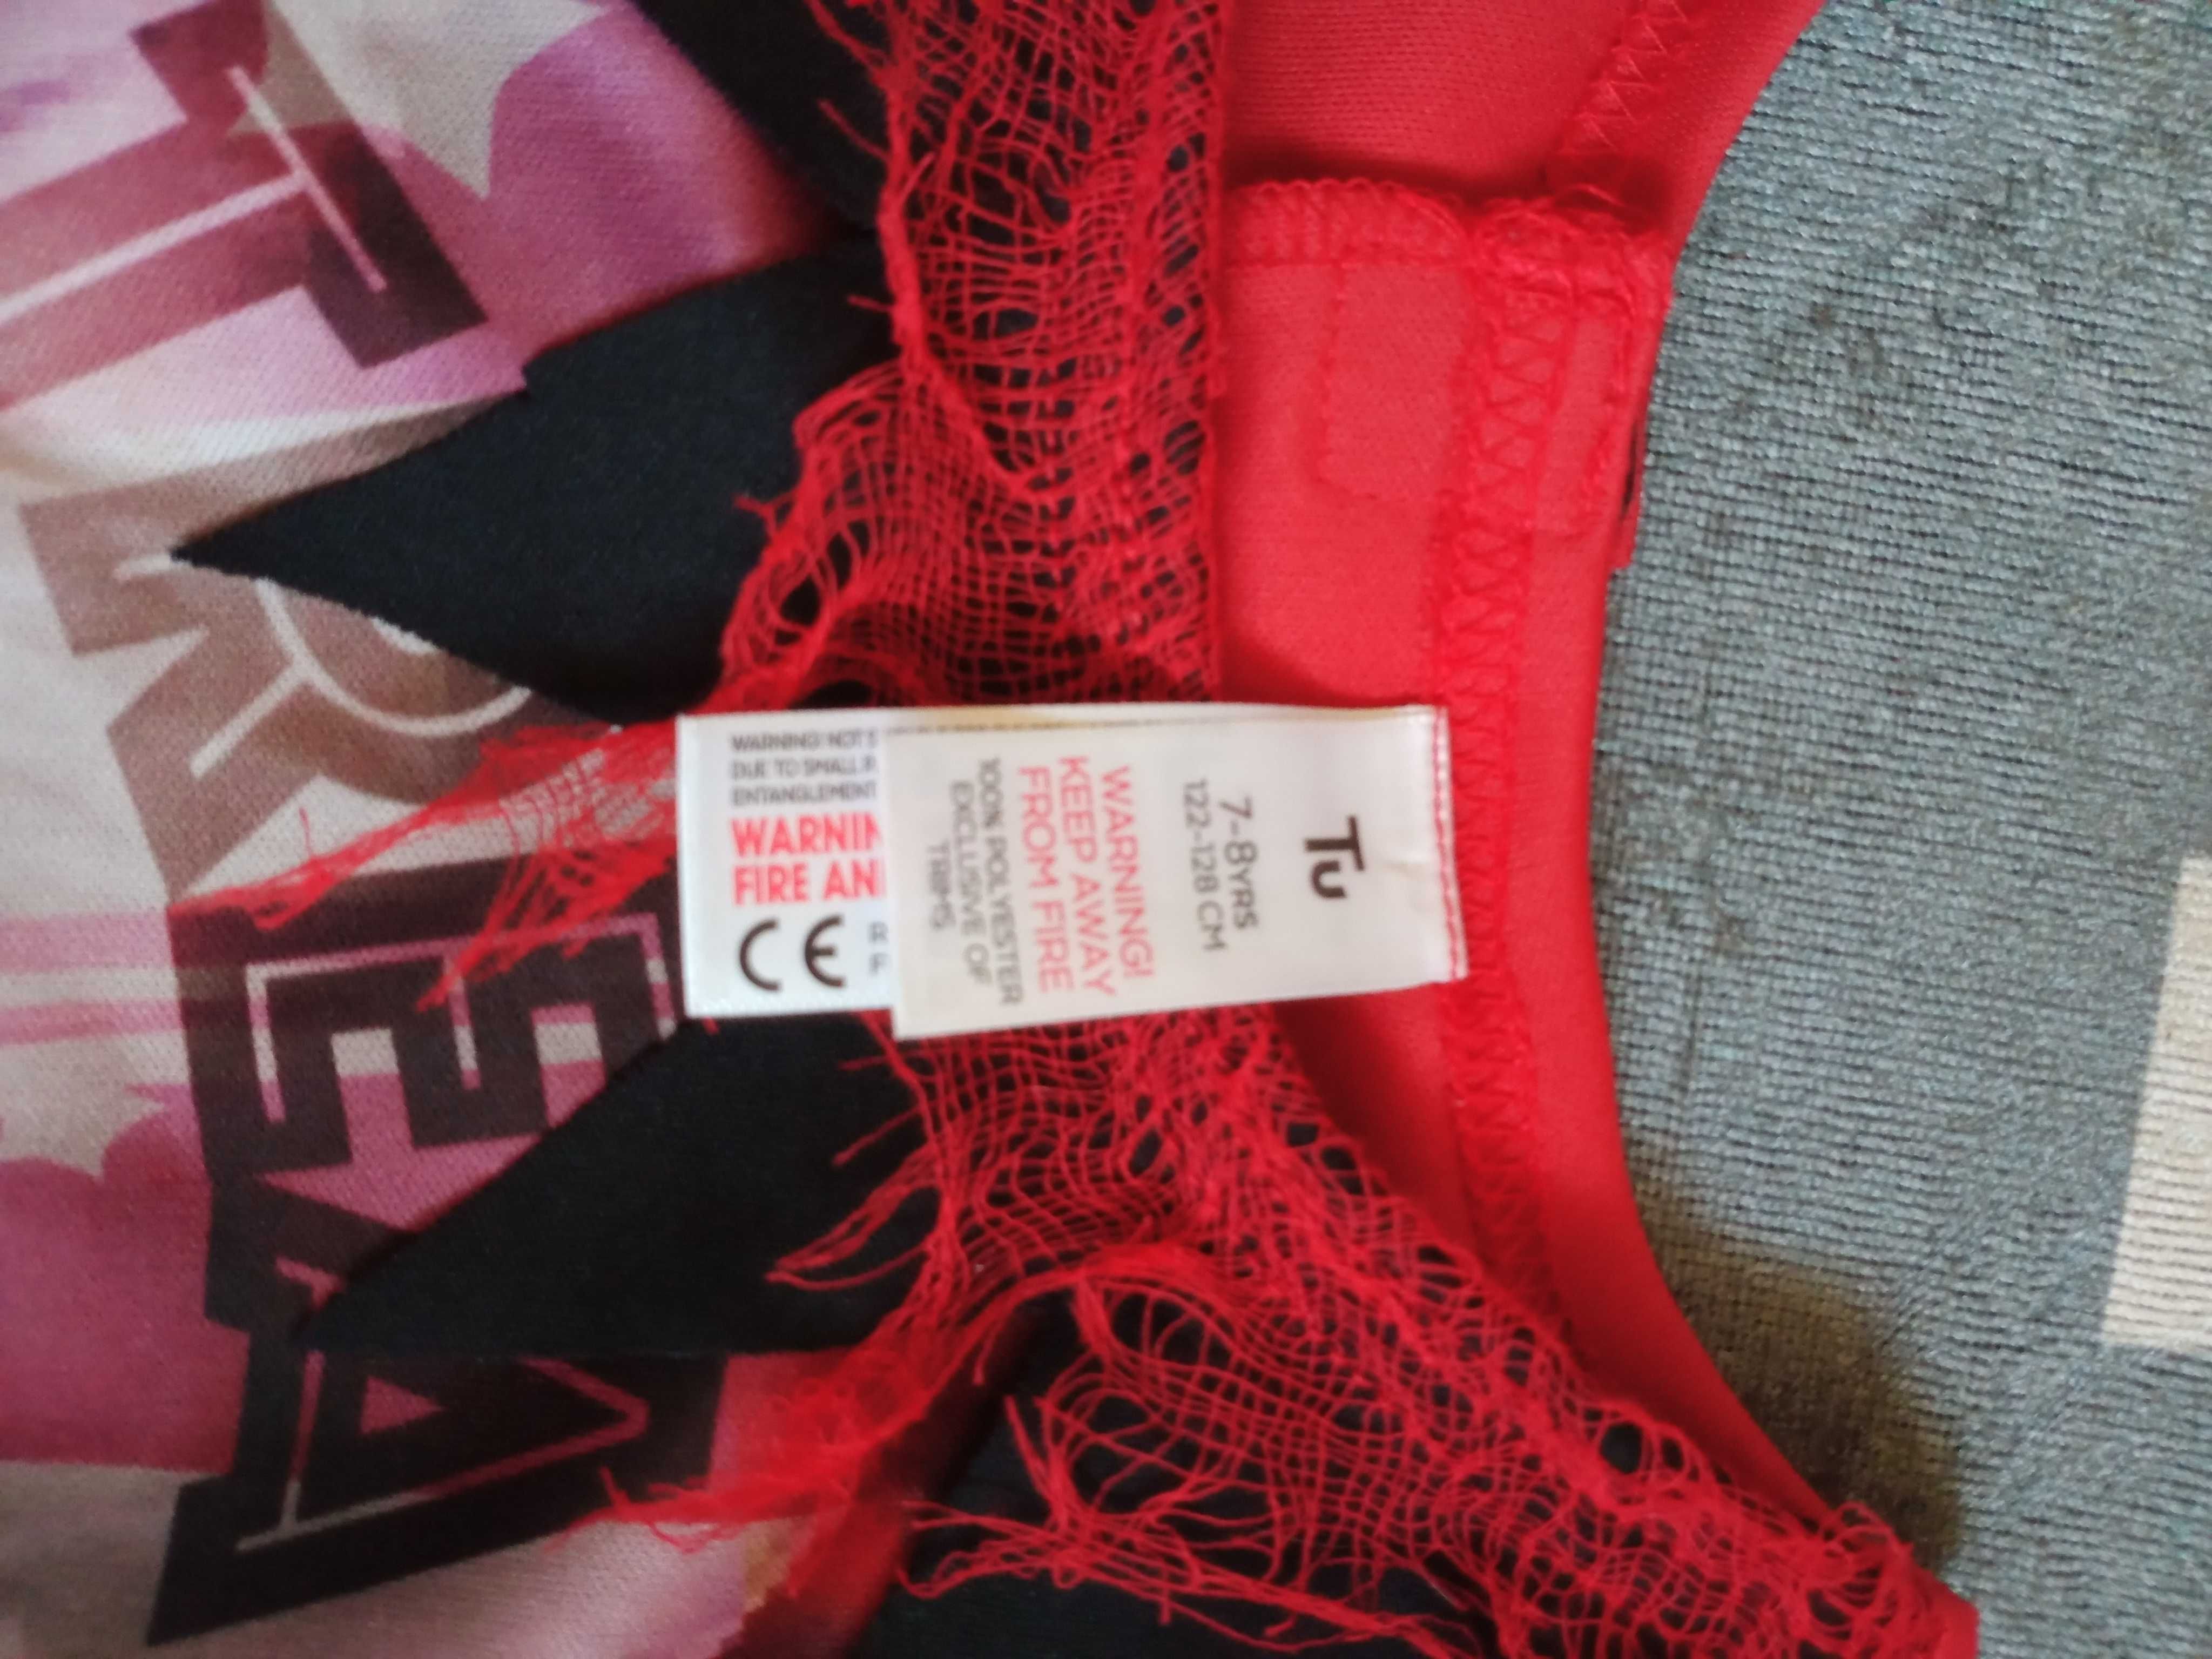 Tu
7-8YRS
122-128 CM
WARNING!
KEEP AWAY
FROM FIRE
100% POLYESTER
EXCLUSIVE OF
TRIMS
WARNING! NOT S
DUE TO SMALL P
ENTANGLEMENT
WARNIN
FIRE AN
CE